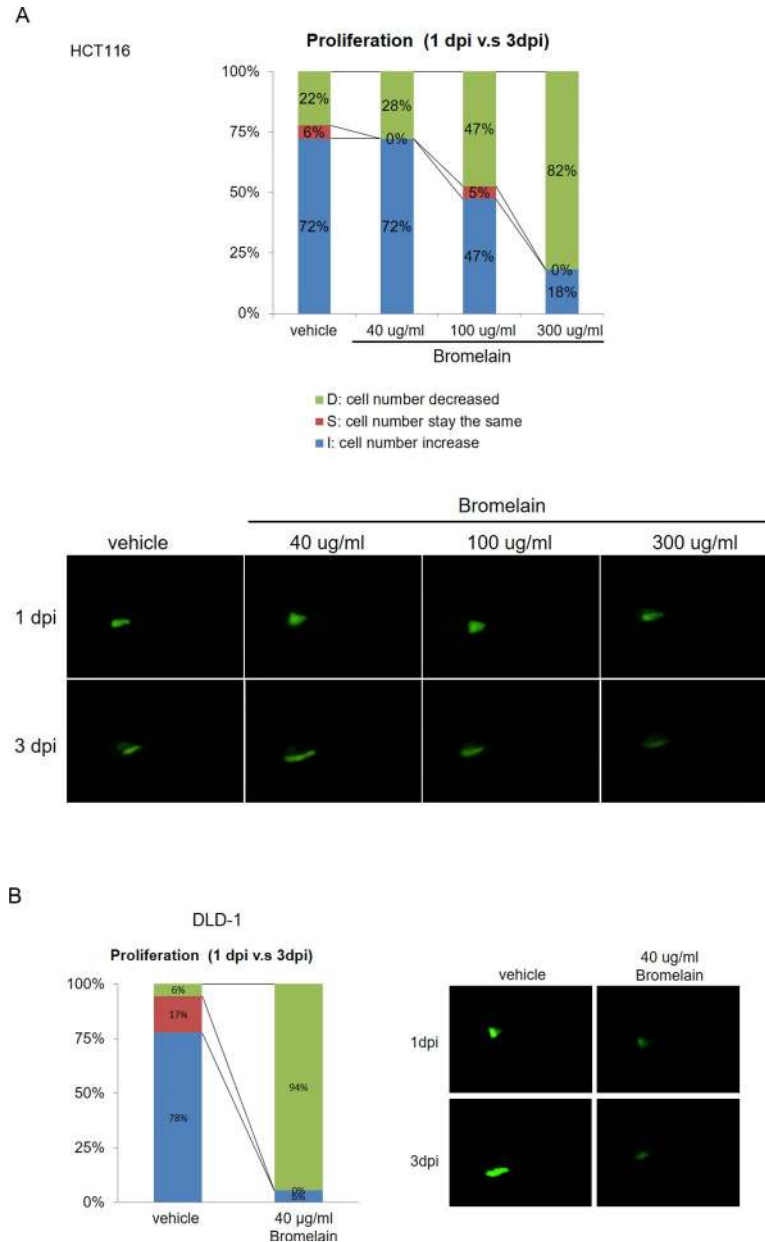 A
HCT116
Proliferation (1 dpi v.s 3dpi)
100%
75%
50%
25%
0%
22%
6%
72%
28%
0%
72%
47%
5%
47%
82%
0%
18%
vehicle
40 ug/ml
100 ug/ml
300 ug/ml
Bromelain
D: cell number decreased
S: cell number stay the same
I: cell number increase
Bromelain
vehicle
40 ug/ml
100 ug/ml
300 ug/ml
1 dpi
3 dpi
B
DLD-1
Proliferation (1 dpi v.s 3dpi)
100%
75%
50%
25%
0%
6%
17%
78%
94%
0%
6%
vehicle
40 µg/ml
Bromelain
vehicle
40 ug/ml
Bromelain
1dpi
3dpi